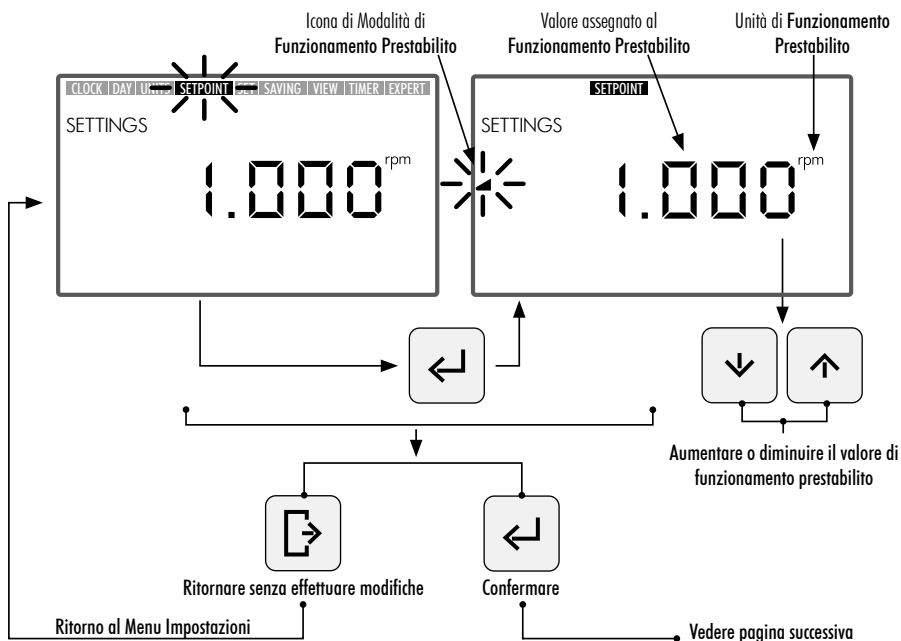 Icona di Modalità di
Funzionamento Prestabilito
Valore assegnato al
Funzionamento Prestabilito
Unità di Funzionamento
Prestabilito
CLOCK DAY UNITS SETPOINT SET SAVING VIEW TIMER EXPERT
SETTINGS
1.000 rpm
SETPOINT
SETTINGS
1.000 rpm
Aumentare o diminuire il valore di
funzionamento prestabilito
Ritornare senza effettuare modifiche
Confermare
Ritorno al Menu Impostazioni
Vedere pagina successiva